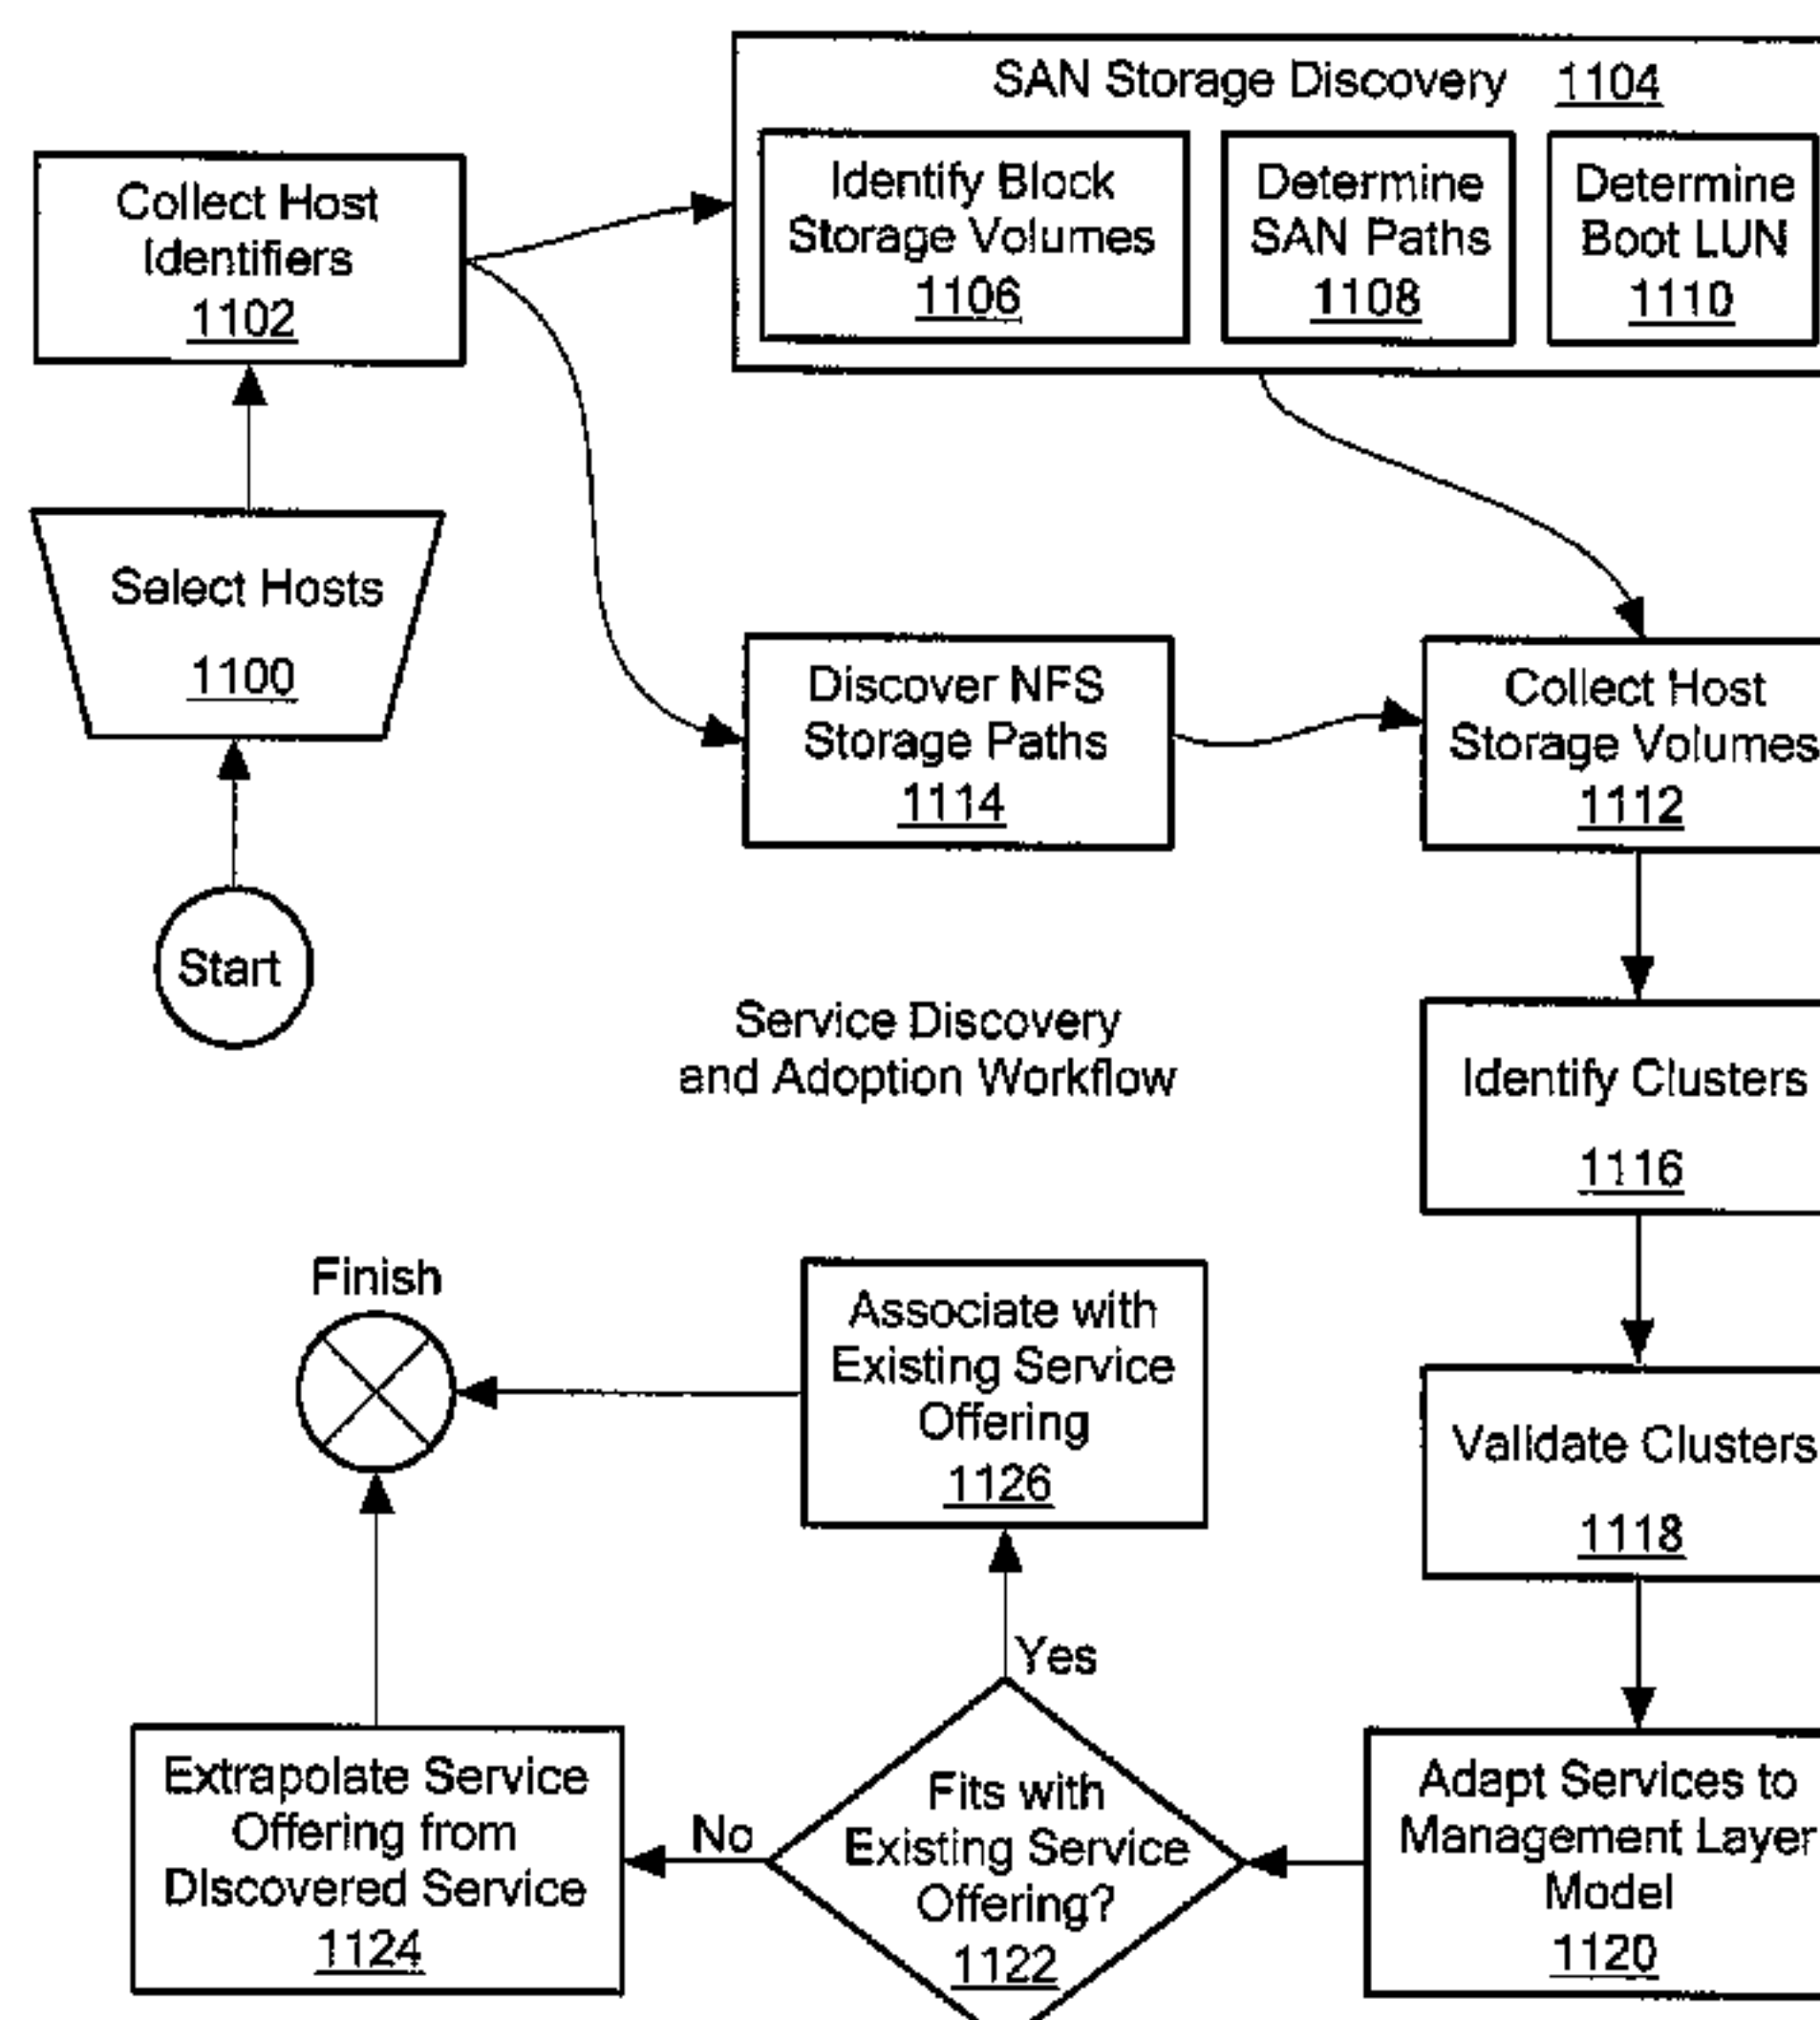 SAN Storage Discovery 1104
Identify Block
Storage Volumes
1106
Determine
SAN Paths
1108
Determine
Boot LUN
1110
Collect Host
Identifiers
1102
Select Hosts
1100
Start
Discover NFS
Storage Paths
1114
Collect Host
Storage Volumes
1112
Service Discovery
and Adoption Workflow
Identify Clusters
1116
Validate Clusters
1118
Adapt Services to
Management Layer
Model
1120
Fits with
Existing Service
Offering?
1122
Yes
No
Associate with
Existing Service
Offering
1126
Extrapolate Service
Offering from
Discovered Service
1124
Finish